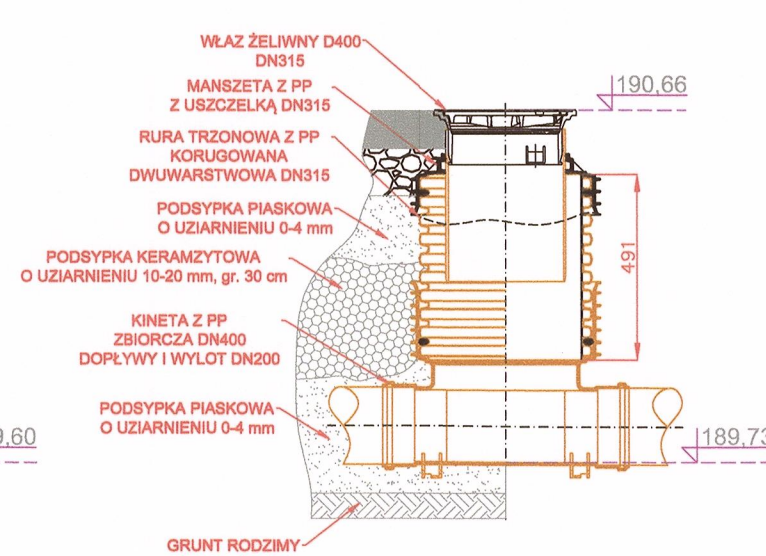 WŁAZ ŻELIWNY D400
DN315
190,66
MANSZETA Z PP
Z USZCZELKĄ DN315
RURA TRZONOWA Z PP
KORUGOWANA
DWUWARSTWOWA DN315
PODSYPKA PIASKOWA
O UZIARNIENIU 0-4 mm
PODSYPKA KERAMZYTOWA
O UZIARNIENIU 10-20 mm, gr. 30 cm
491
KINETA Z PP
ZBIORCZA DN400
DOPŁYWY I WYLOT DN200
PODSYPKA PIASKOWA
O UZIARNIENIU 0-4 mm
9,60
189,73
GRUNT RODZIMY